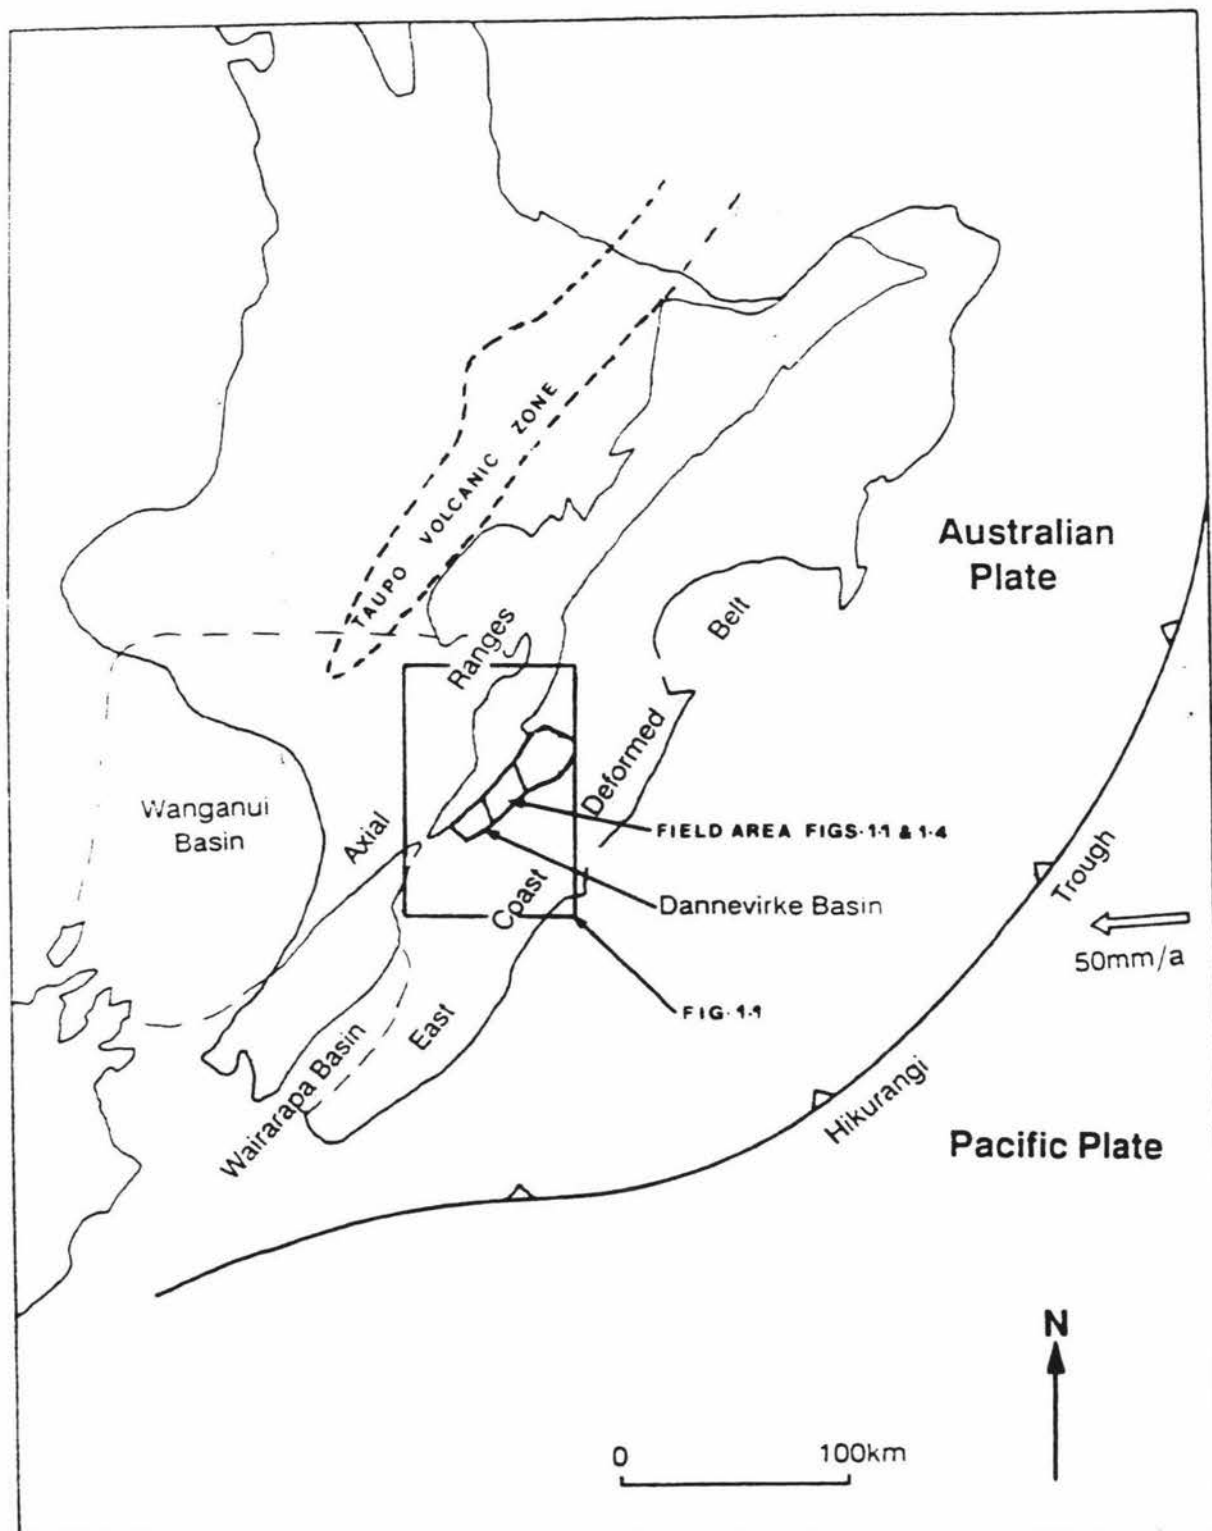 TAUPO VOLCANIC ZONE
Australian
Plate
Ranges
Belt
Deformed
Wanganui
Basin
Axial
FIELD AREA FIGS·1·1 & 1·4
Coast
Dannevirke Basin
Trough
50mm/a
FIG·1·1
East
Wairarapa Basin
Hikurangi
Pacific Plate
N
0 100km